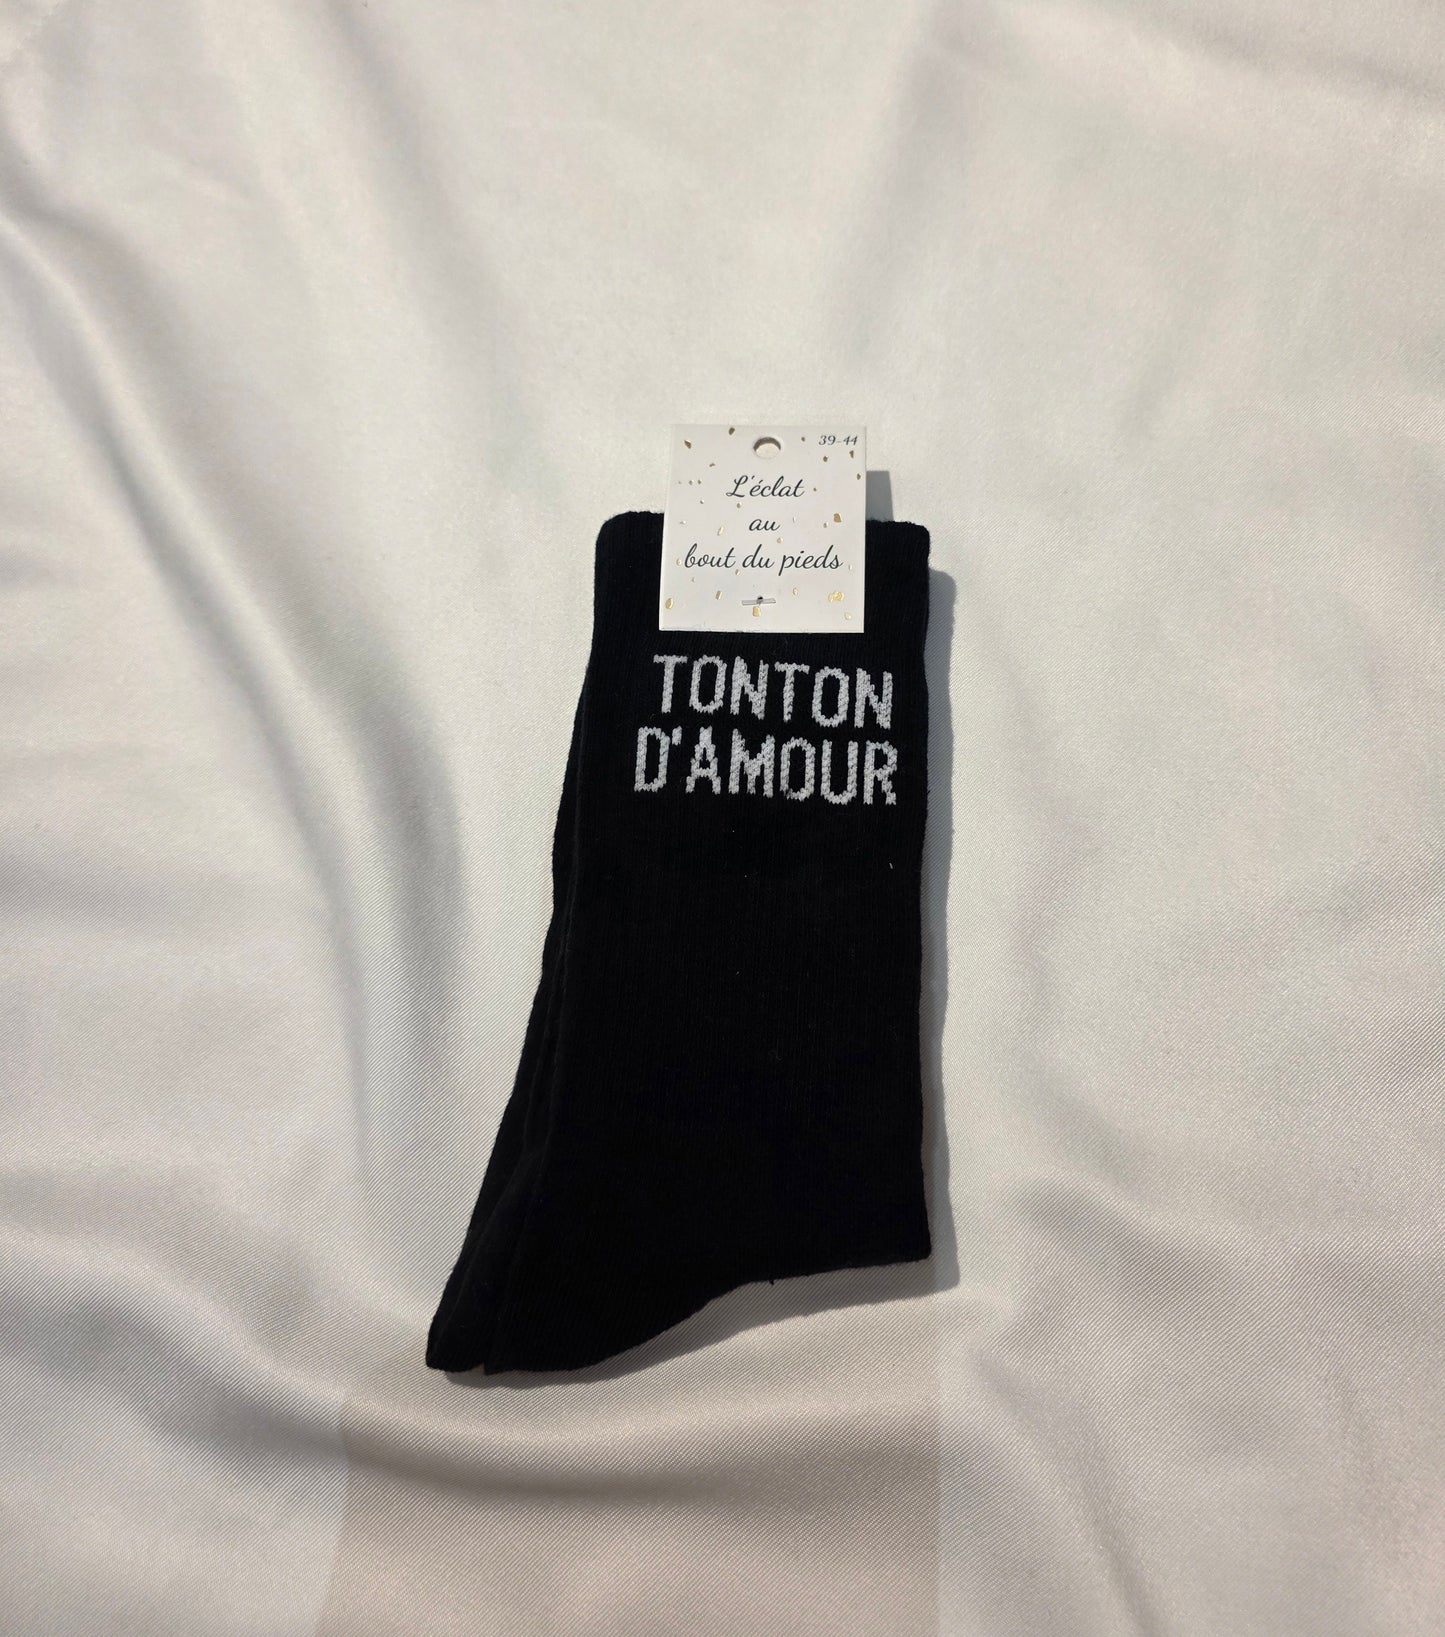 39-44
L'éclat
au
bout du pieds
TONTON
D'AMOUR